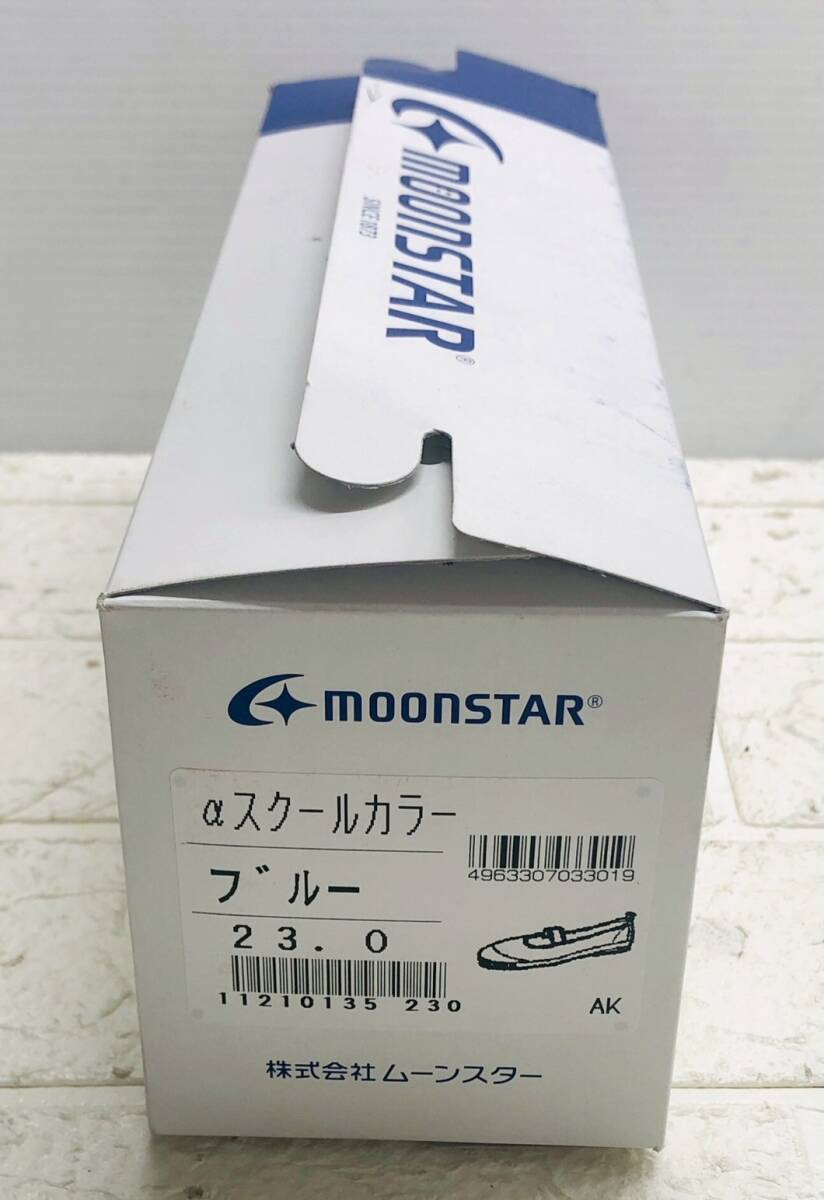 MOONSTAR®
SINCE 1873
MOONSTAR®
αスクールカラー
ブルー
23.0
4963307033019
11210135 230
AK
株式会社ムーンスター